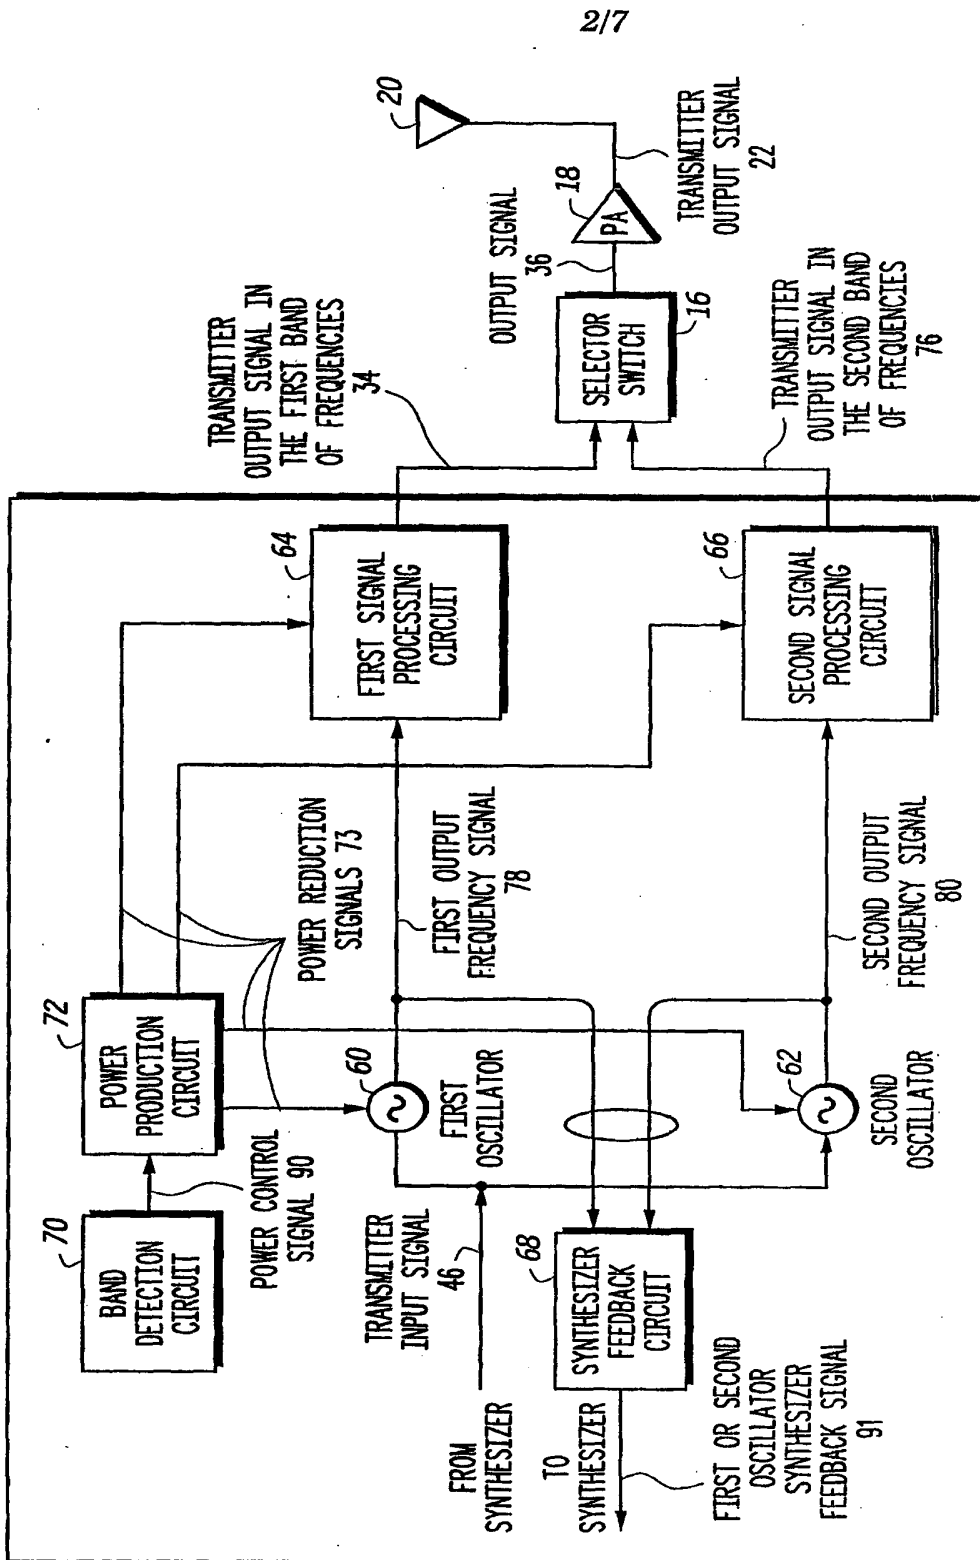 2/7
BAND
DETECTION
CIRCUIT
70
POWER CONTROL
SIGNAL 90
POWER
PRODUCTION
CIRCUIT
72
POWER REDUCTION
SIGNALS 73
60
FIRST
OSCILLATOR
FIRST OUTPUT
FREQUENCY SIGNAL
78
FIRST SIGNAL
PROCESSING
CIRCUIT
64
TRANSMITTER
OUTPUT SIGNAL IN
THE FIRST BAND
OF FREQUENCIES
34
FROM
SYNTHESIZER
TRANSMITTER
INPUT SIGNAL
46
TO
SYNTHESIZER
SYNTHESIZER
FEEDBACK
CIRCUIT
68
FIRST OR SECOND
OSCILLATOR
SYNTHESIZER
FEEDBACK SIGNAL
91
62
SECOND
OSCILLATOR
SECOND OUTPUT
FREQUENCY SIGNAL
80
SECOND SIGNAL
PROCESSING
CIRCUIT
66
TRANSMITTER
OUTPUT SIGNAL IN
THE SECOND BAND
OF FREQUENCIES
76
SELECTOR
SWITCH
16
OUTPUT SIGNAL
36
PA
18
20
TRANSMITTER
OUTPUT SIGNAL
22